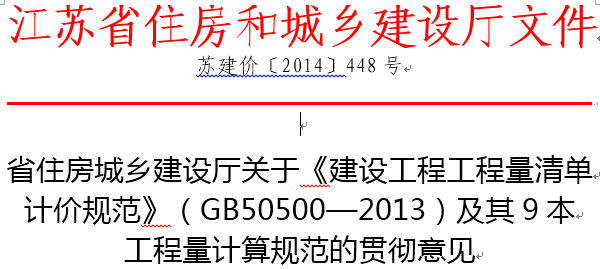 江苏省住房和城乡建设厅文件
苏建价〔2014〕448号
省住房城乡建设厅关于《建设工程工程量清单
计价规范》（GB50500—2013）及其9本
工程量计算规范的贯彻意见